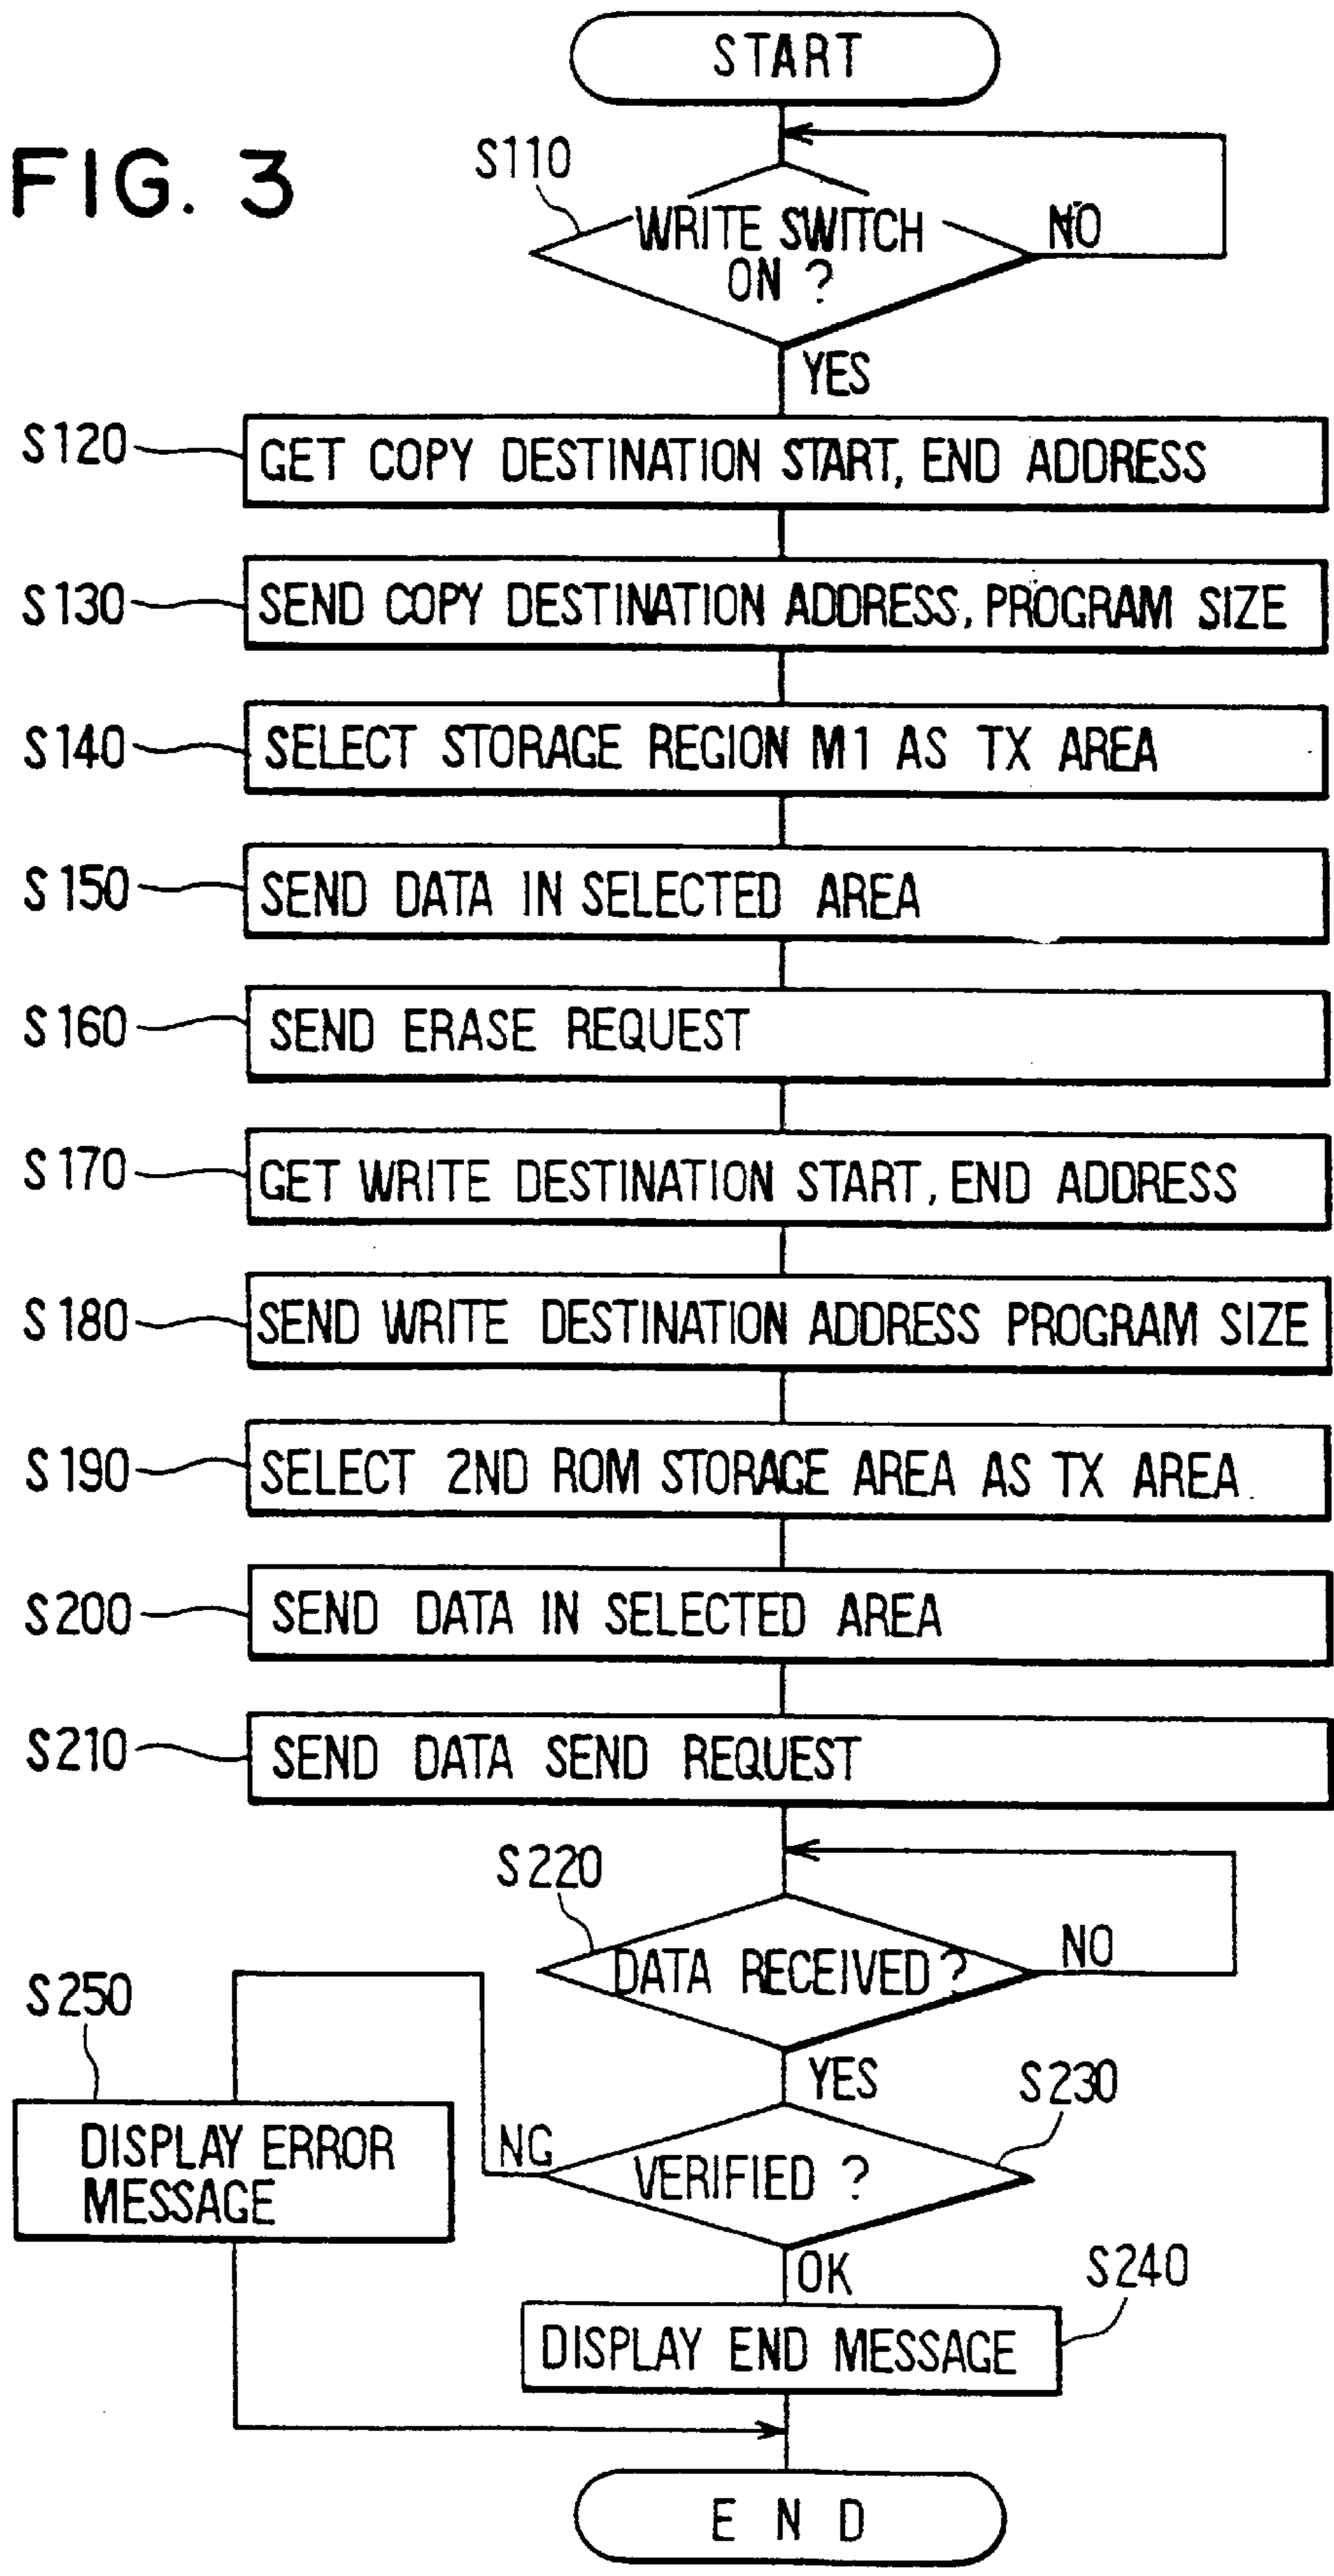 START
FIG. 3
S110
WRITE SWITCH
ON ?
NO
YES
S120
GET COPY DESTINATION START, END ADDRESS
S130
SEND COPY DESTINATION ADDRESS, PROGRAM SIZE
S140
SELECT STORAGE REGION M1 AS TX AREA
S150
SEND DATA IN SELECTED AREA
S160
SEND ERASE REQUEST
S170
GET WRITE DESTINATION START, END ADDRESS
S180
SEND WRITE DESTINATION ADDRESS PROGRAM SIZE
S190
SELECT 2ND ROM STORAGE AREA AS TX AREA
S200
SEND DATA IN SELECTED AREA
S210
SEND DATA SEND REQUEST
S220
DATA RECEIVED ?
NO
YES
S250
DISPLAY ERROR
MESSAGE
NG
S230
VERIFIED ?
OK
S240
DISPLAY END MESSAGE
END